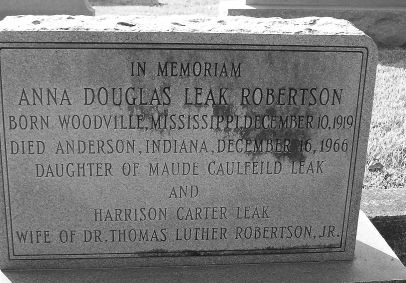 IN MEMORIAM
ANNA DOUGLAS LEAK ROBERTSON
BORN WOODVILLE, MISSISSIPPI, DECEMBER 10, 1919
DIED ANDERSON, INDIANA, DECEMBER 16, 1966
DAUGHTER OF MAUDE CAULFEILD LEAK
AND
HARRISON CARTER LEAK
WIFE OF DR. THOMAS LUTHER ROBERTSON, JR.